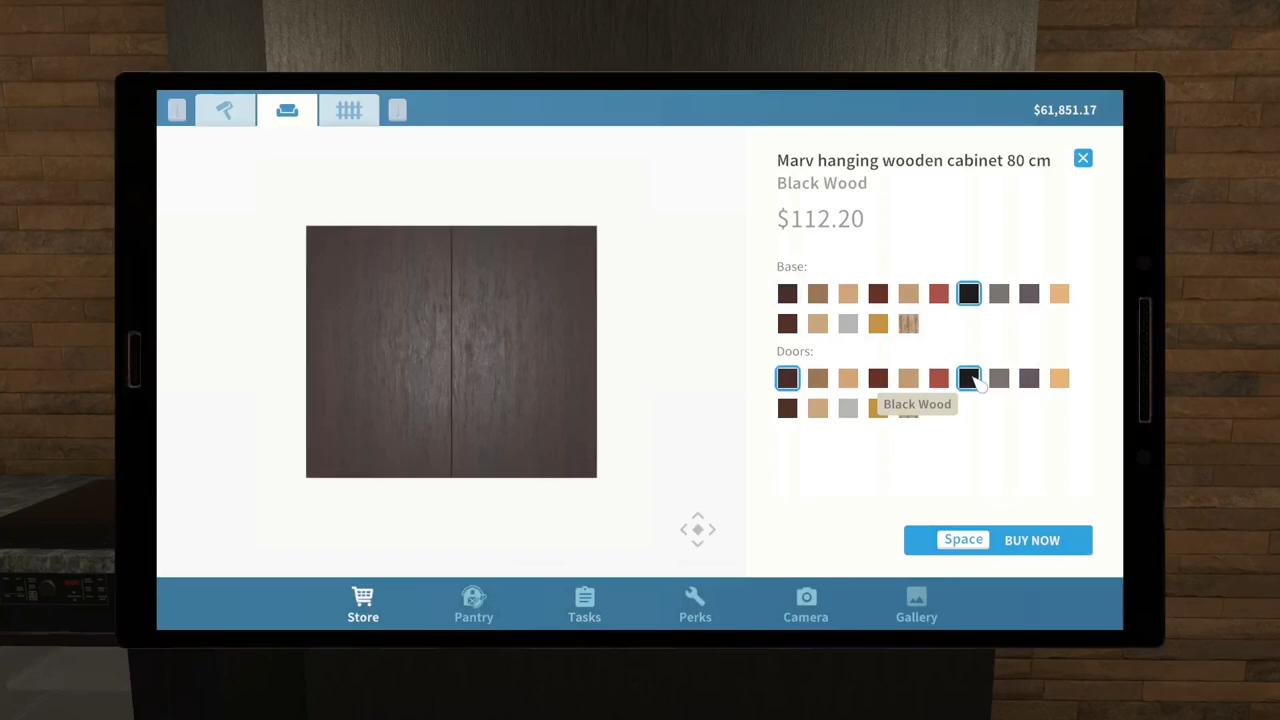 $61,851.17
Marv hanging wooden cabinet 80 cm
Black Wood
$112.20
Base:
Doors:
Black Wood
Space BUY NOW
Store
Pantry
Tasks
Perks
Camera
Gallery